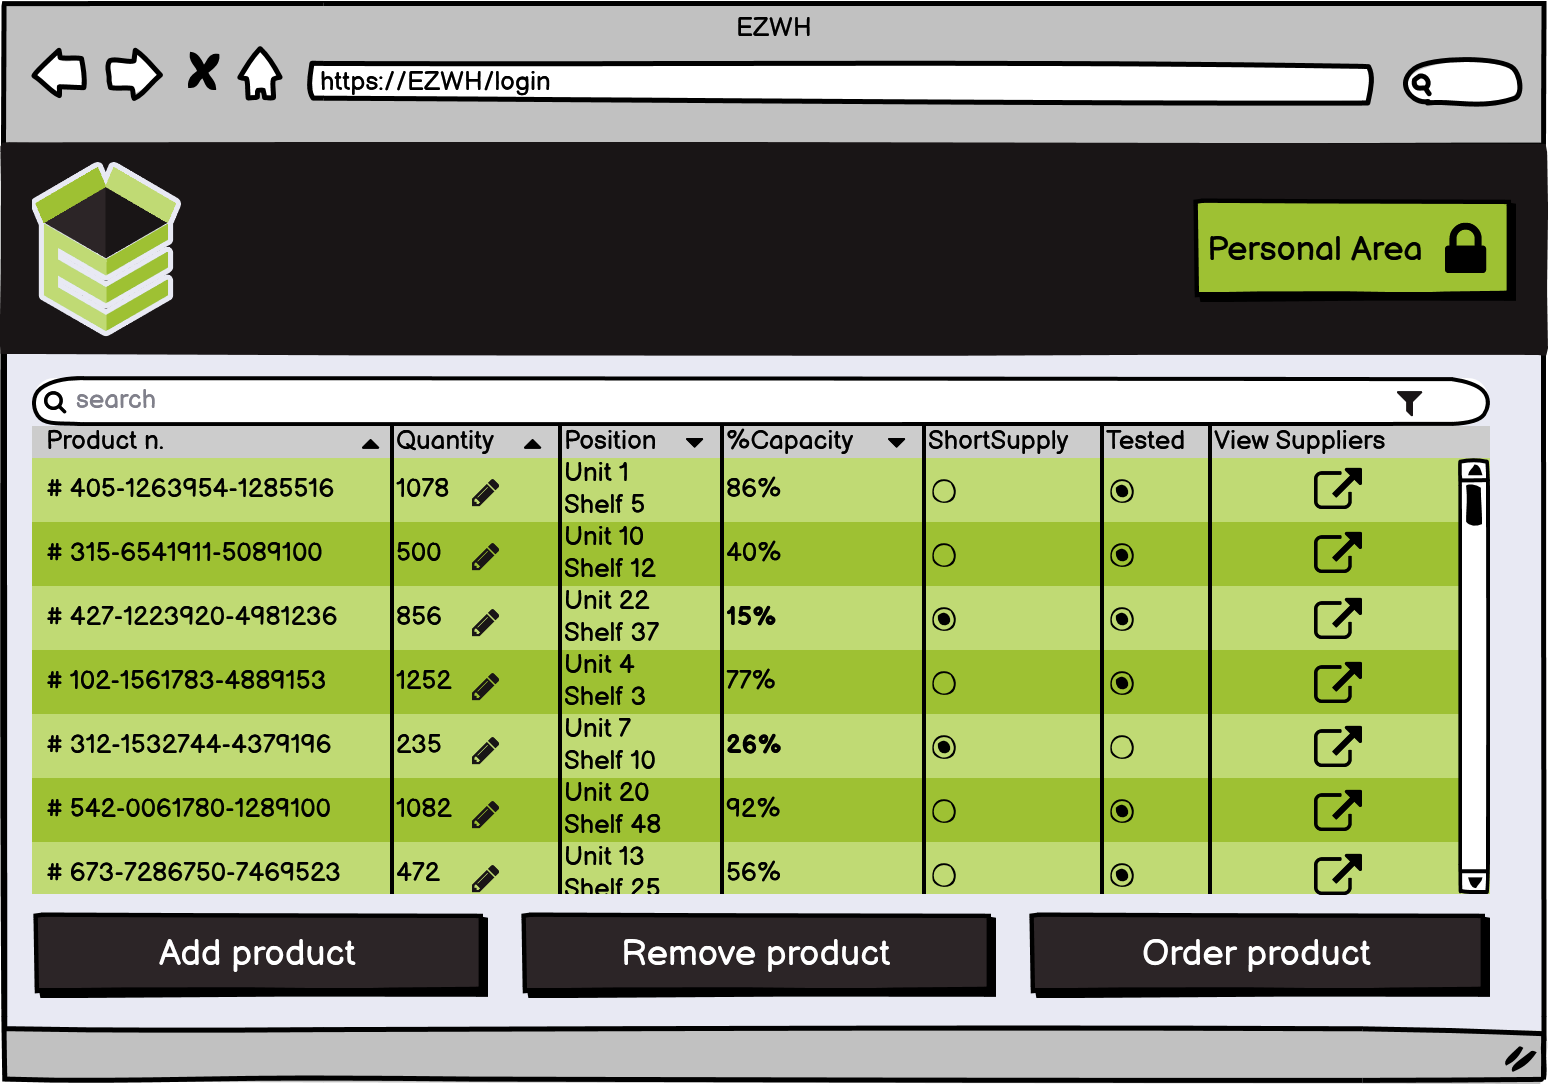 EZWH
https://EZWH/login
Personal Area
search
Product n. Quantity Position %Capacity ShortSupply Tested View Suppliers
# 405-1263954-1285516 1078 Unit 1 Shelf 5 86%
# 315-6541911-5089100 500 Unit 10 Shelf 12 40%
# 427-1223920-4981236 856 Unit 22 Shelf 37 15%
# 102-1561783-4889153 1252 Unit 4 Shelf 3 77%
# 312-1532744-4379196 235 Unit 7 Shelf 10 26%
# 542-0061780-1289100 1082 Unit 20 Shelf 48 92%
# 673-7286750-7469523 472 Unit 13 Shelf 25 56%
Add product Remove product Order product